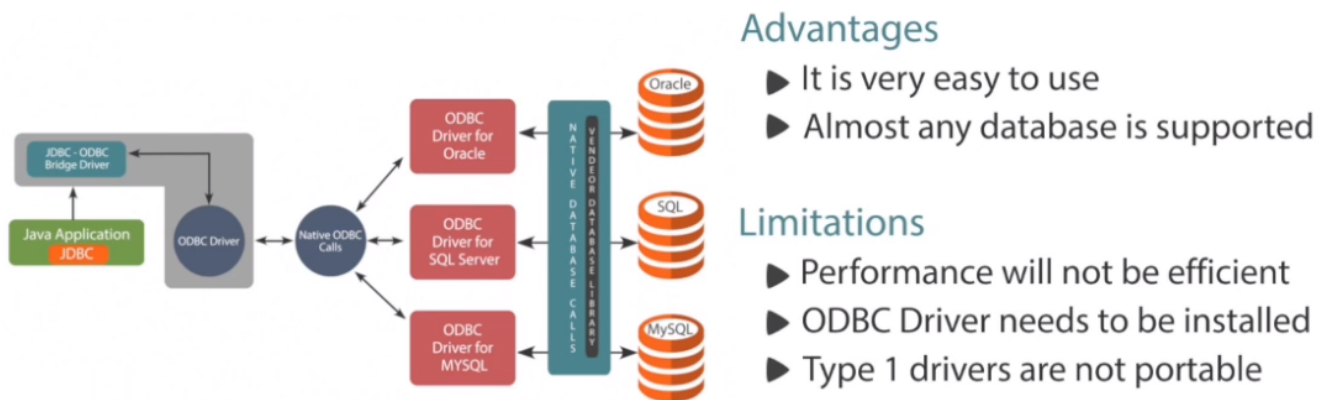 JDBC - ODBC
Bridge Driver
Java Application
JDBC
ODBC Driver
Native ODBC
Calls
ODBC
Driver for
Oracle
ODBC
Driver for
SQL Server
ODBC
Driver for
MYSQL
NATIVE DATABASE CALLS
VENDEOR DATABASE LIBRARY
Oracle
SQL
MySQL
Advantages
It is very easy to use
Almost any database is supported
Limitations
Performance will not be efficient
ODBC Driver needs to be installed
Type 1 drivers are not portable